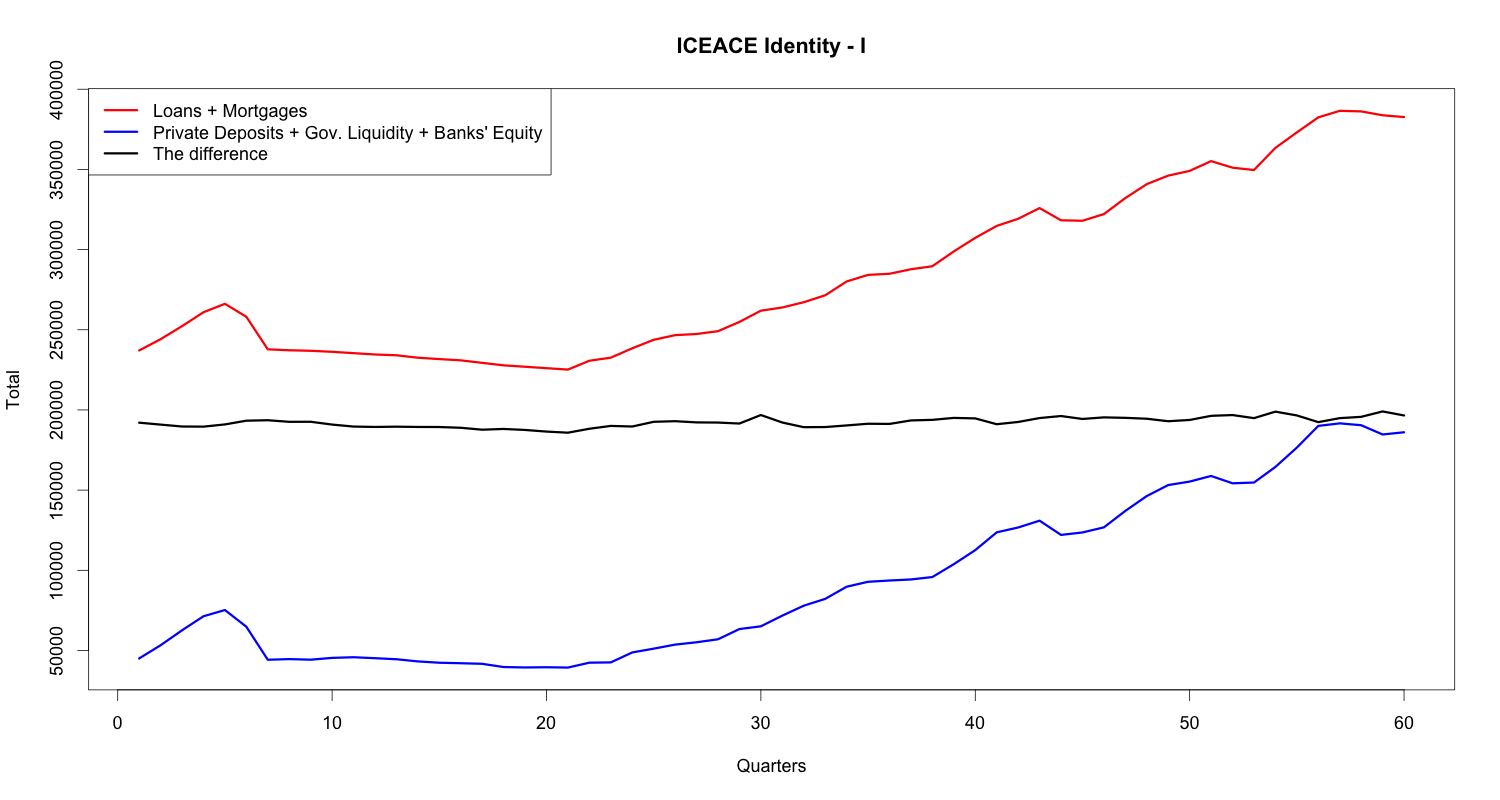 ICEACE Identity - I
Loans + Mortgages
Private Deposits + Gov. Liquidity + Banks' Equity
The difference
Total
400000
350000
300000
250000
200000
150000
100000
50000
0 10 20 30 40 50 60
Quarters